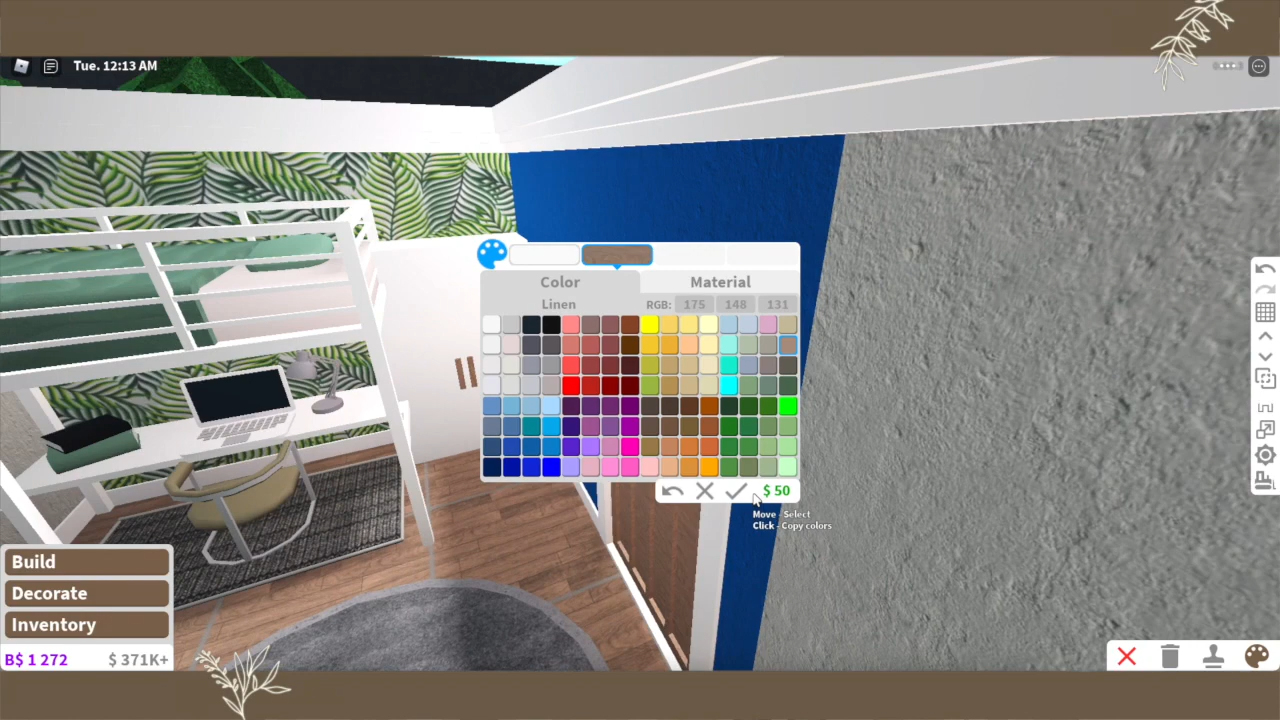 Tue. 12:13 AM
Color
Material
Linen
RGB: 175 148 131
$ 50
Move - Select
Click - Copy colors
Build
Decorate
Inventory
B$ 1 272
$ 371K+